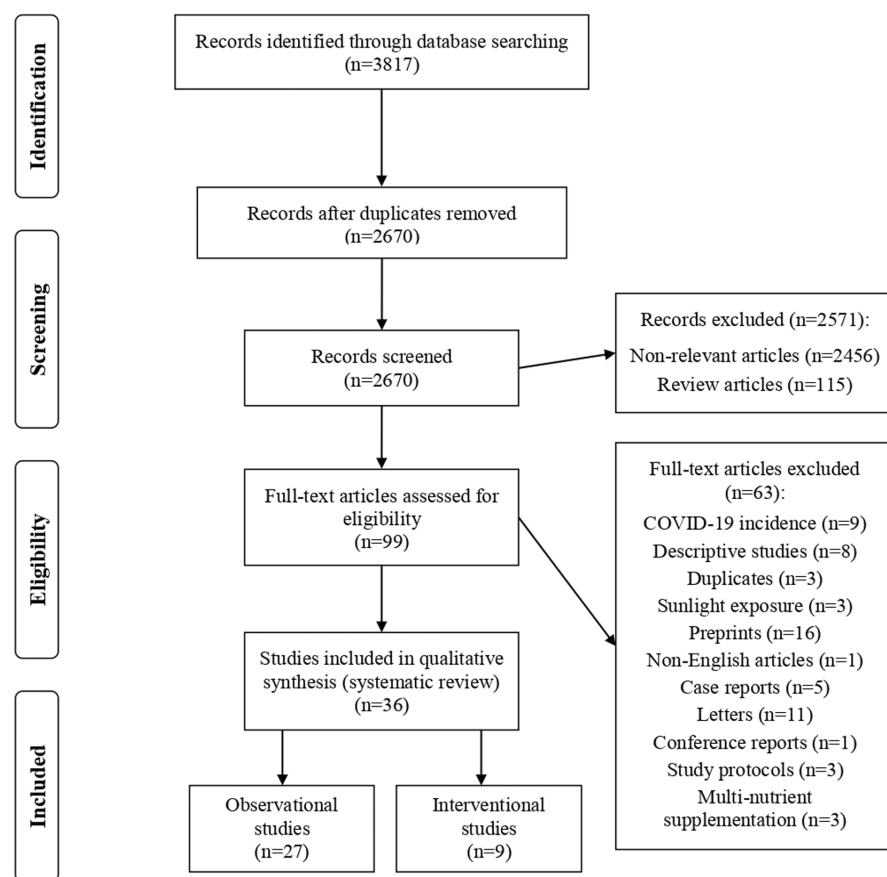 Identification
Records identified through database searching
(n=3817)
Records after duplicates removed
(n=2670)
Screening
Records screened
(n=2670)
Records excluded (n=2571):
Non-relevant articles (n=2456)
Review articles (n=115)
Eligibility
Full-text articles assessed for
eligibility
(n=99)
Full-text articles excluded
(n=63):
COVID-19 incidence (n=9)
Descriptive studies (n=8)
Duplicates (n=3)
Sunlight exposure (n=3)
Preprints (n=16)
Non-English articles (n=1)
Case reports (n=5)
Letters (n=11)
Conference reports (n=1)
Study protocols (n=3)
Multi-nutrient
supplementation (n=3)
Studies included in qualitative
synthesis (systematic review)
(n=36)
Included
Observational
studies
(n=27)
Interventional
studies
(n=9)